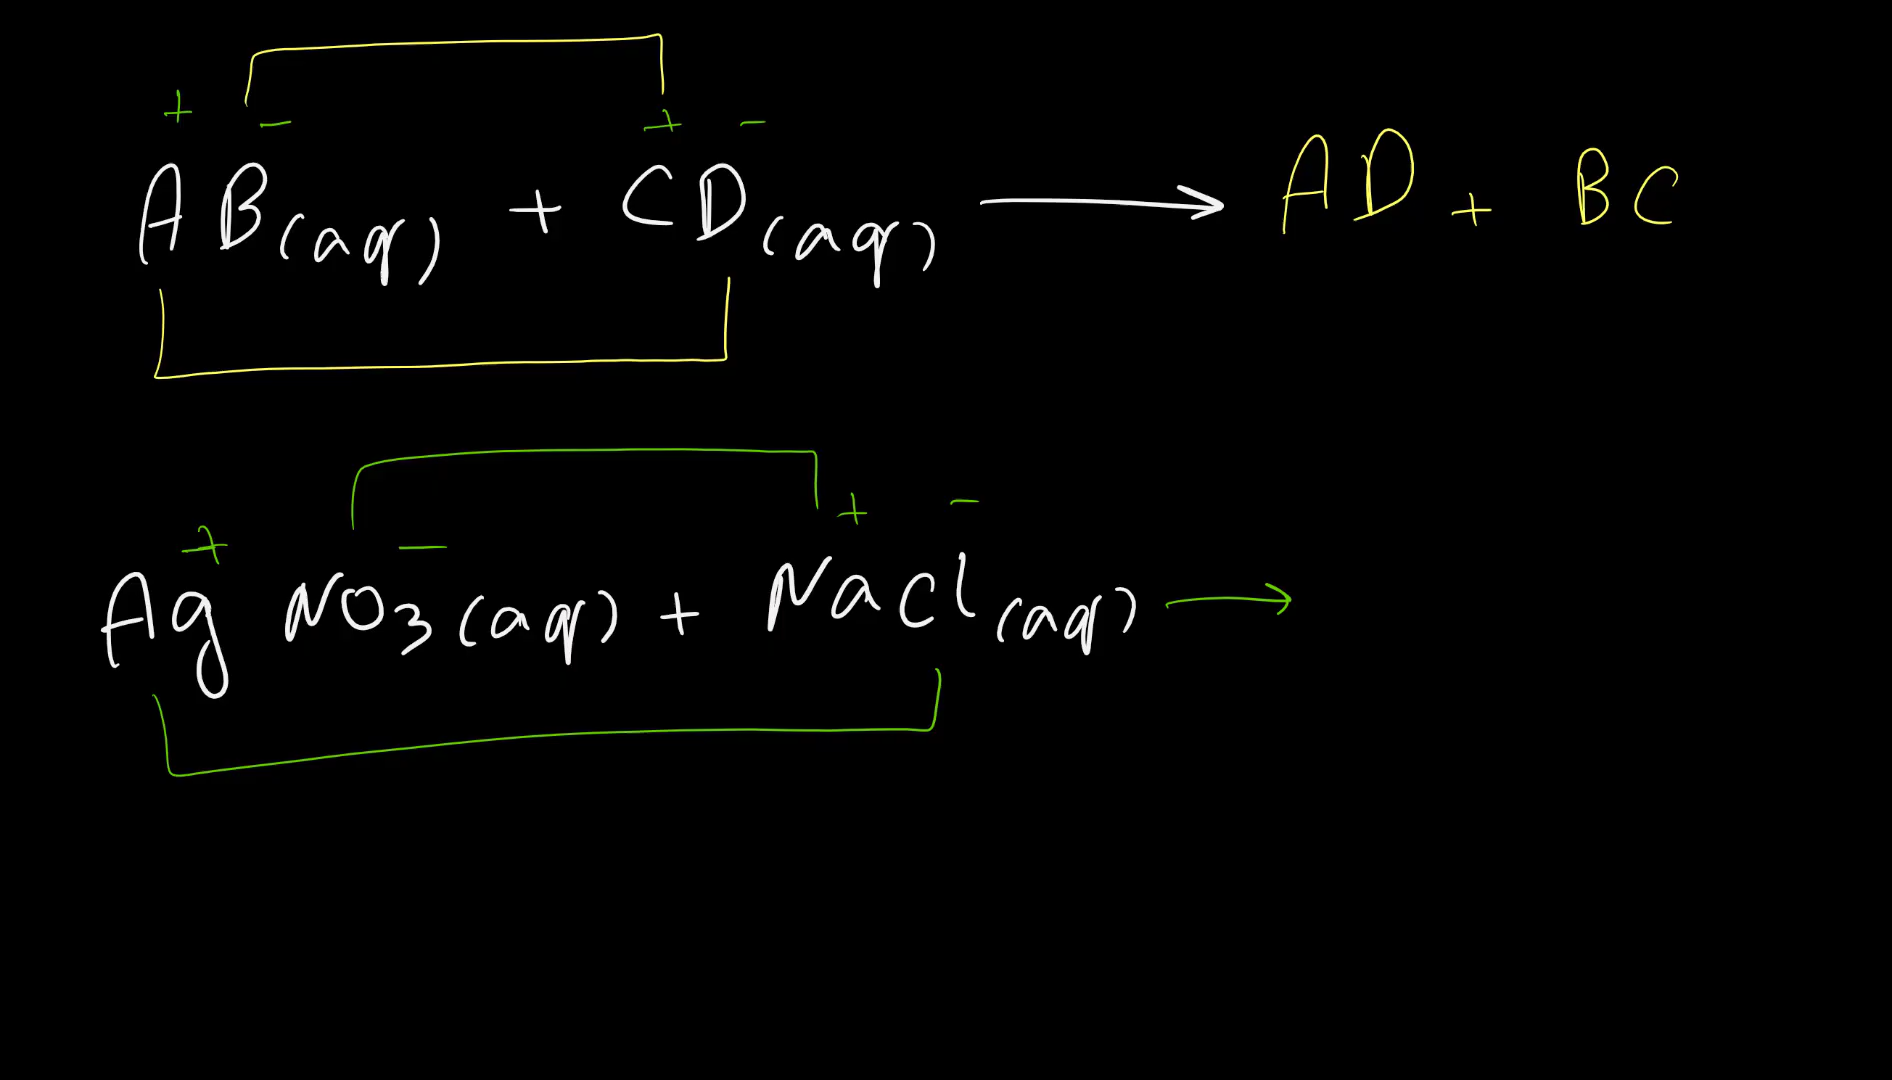 + - + -
AB(aq) + CD(aq) ⟶ AD + BC
+ - + -
AgNO3(aq) + NaCl(aq) ⟶